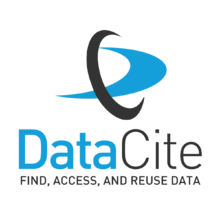 DataCite
FIND, ACCESS, AND REUSE DATA